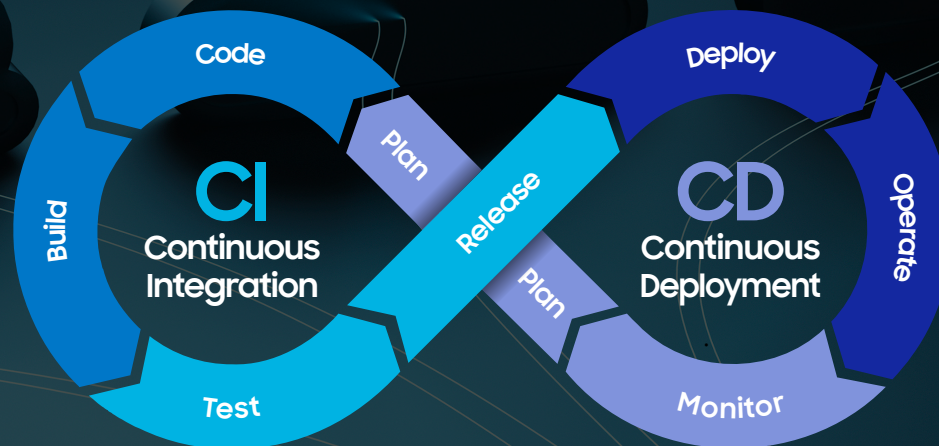 Code
Deploy
Plan
CI
Continuous
Integration
Build
Release
CD
Continuous
Deployment
Operate
Plan
Test
Monitor